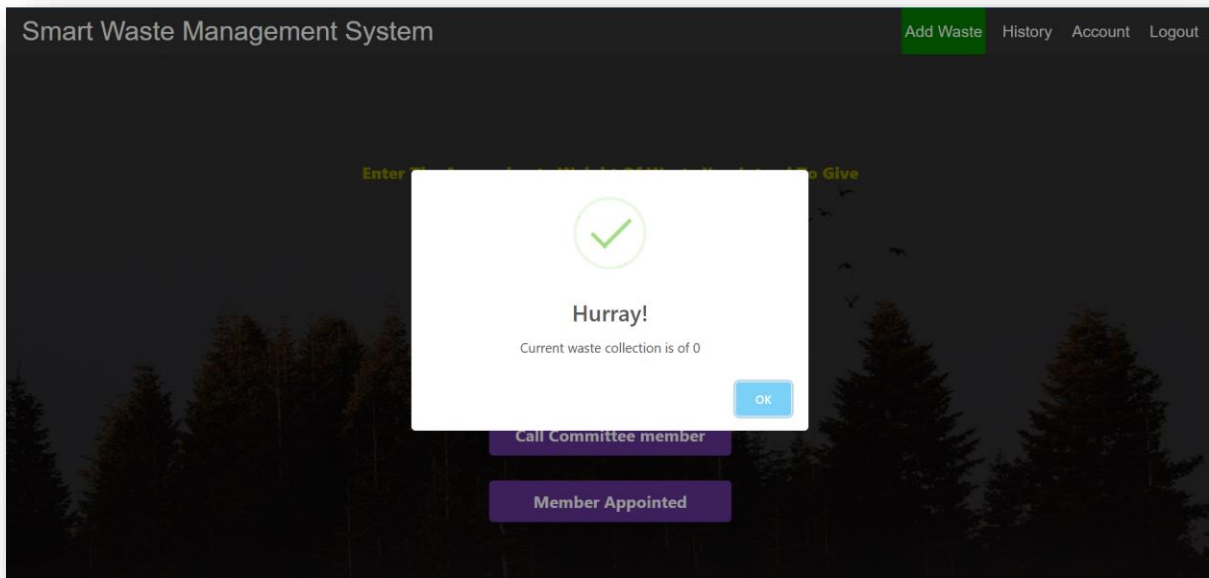 Smart Waste Management System
Add Waste History Account Logout
Enter To Give
Hurray!
Current waste collection is of 0
OK
Call Committee member
Member Appointed